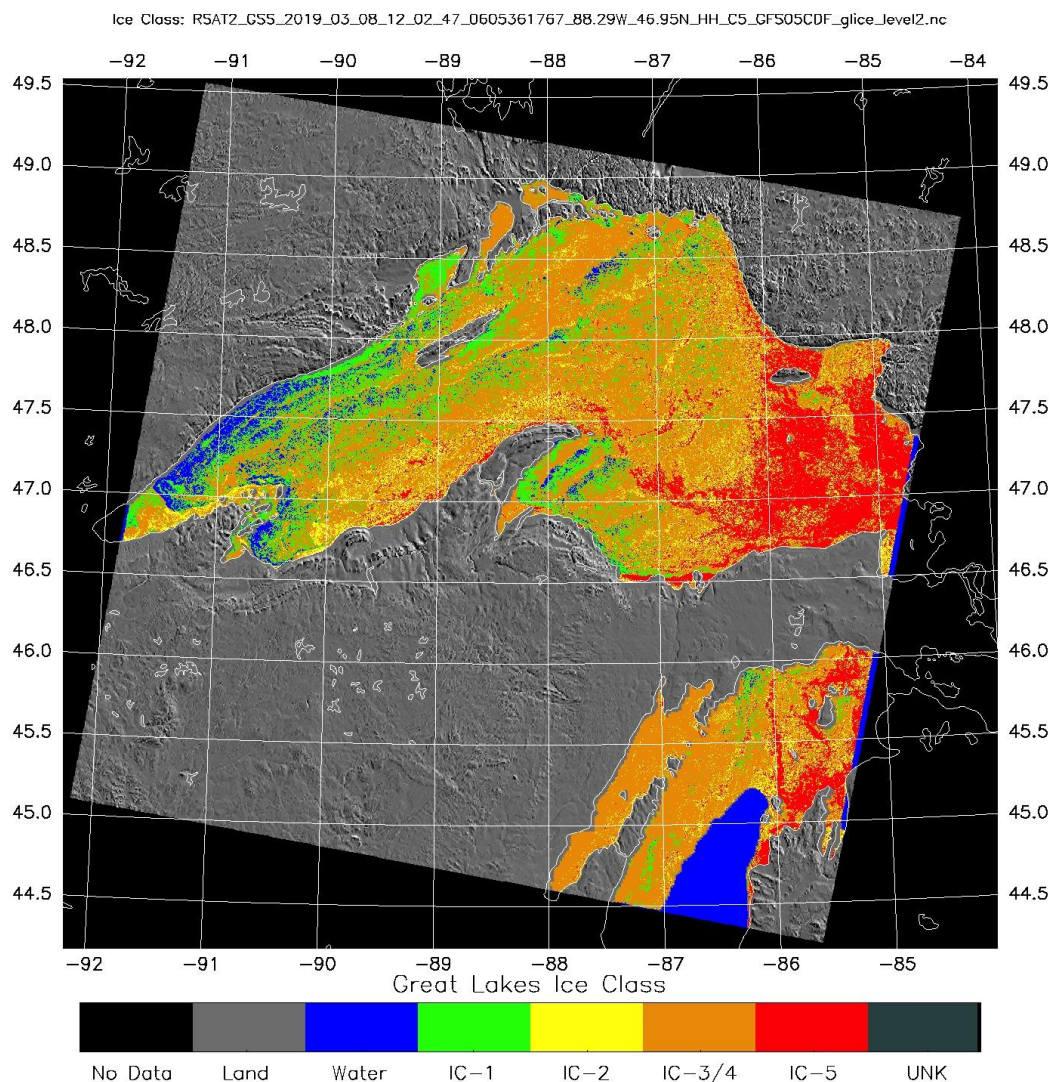 Ice Class: RSAT2_GSS_2019_03_08_12_02_47_0605361767_88.29W_46.95N_HH_C5_GFS05CDF_glice_level2.nc
-92 -91 -90 -89 -88 -87 -86 -85 -84
49.5 49.5
49.0 49.0
48.5 48.5
48.0 48.0
47.5 47.5
47.0 47.0
46.5 46.5
46.0 46.0
45.5 45.5
45.0 45.0
44.5 44.5
-92 -91 -90 -89 -88 -87 -86 -85
Great Lakes Ice Class
No Data Land Water IC-1 IC-2 IC-3/4 IC-5 UNK